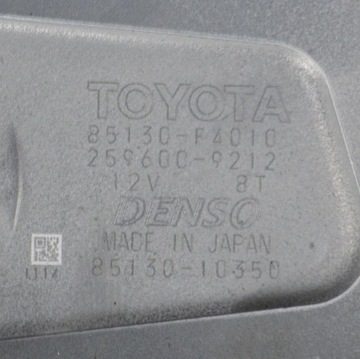 TOYOTA
85130-F4010
259600-9212
12V 8T
DENSO
MADE IN JAPAN
85130-10350